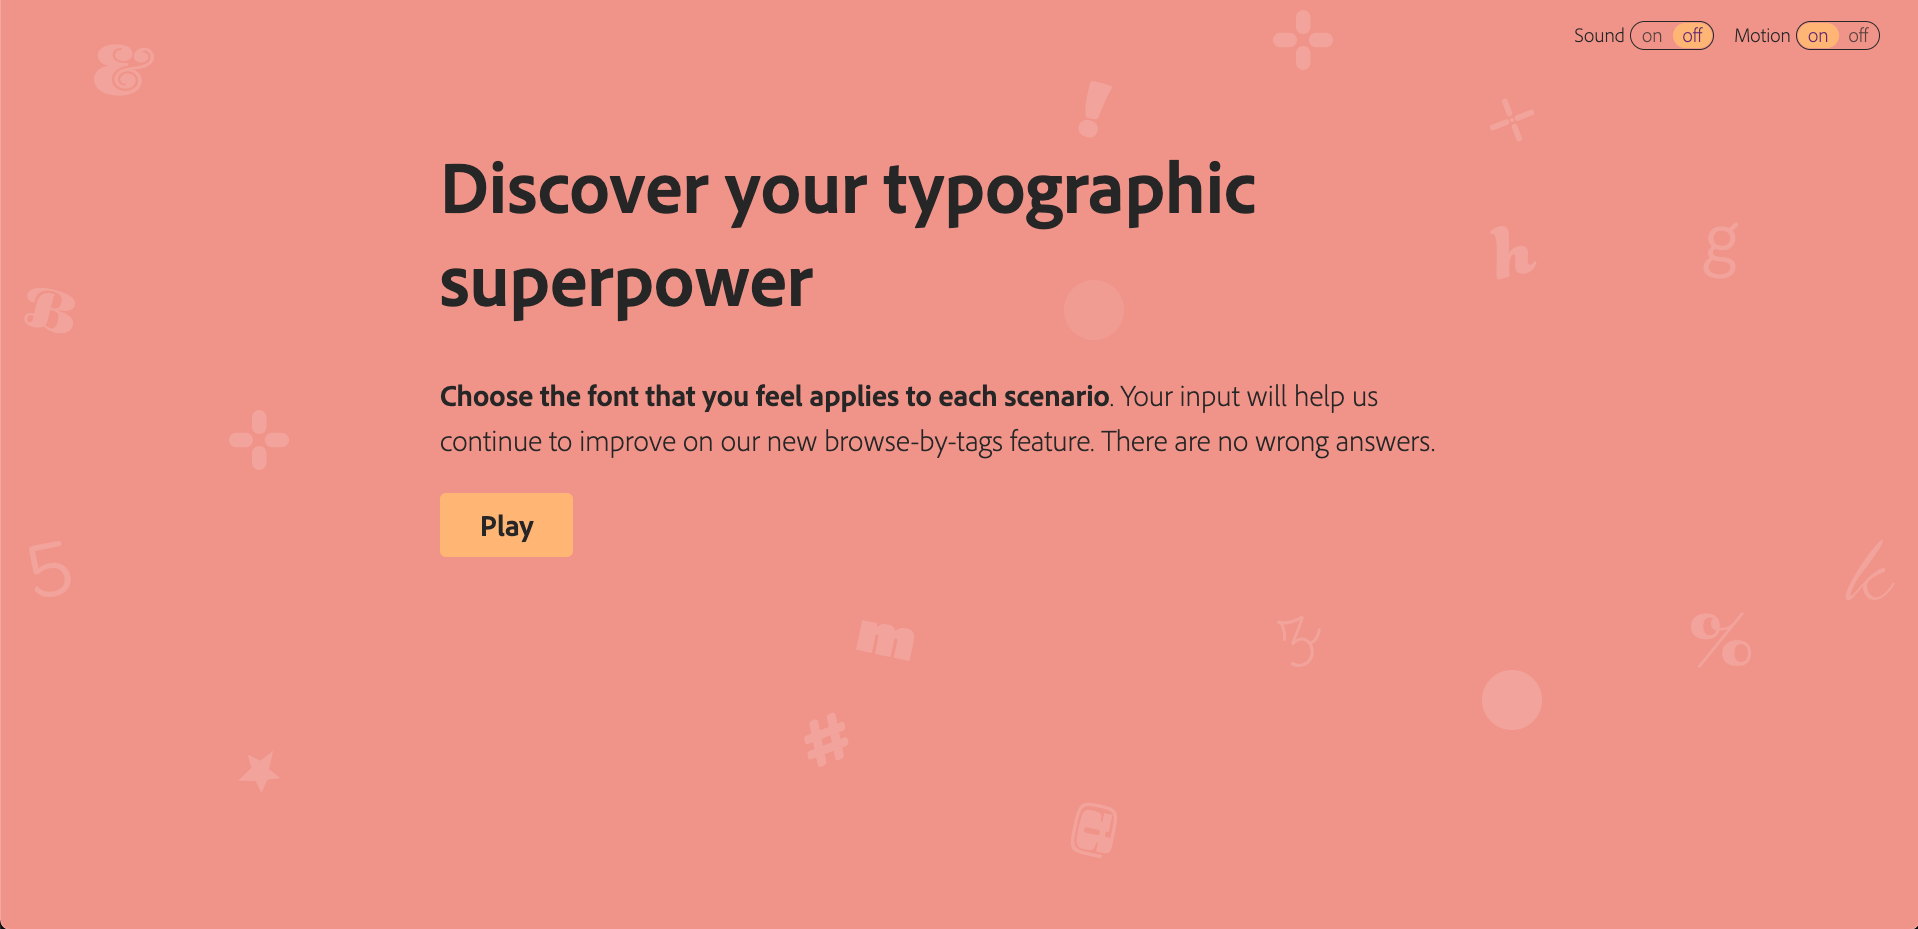 Sound on off Motion on off
Discover your typographic
superpower
Choose the font that you feel applies to each scenario. Your input will help us
continue to improve on our new browse-by-tags feature. There are no wrong answers.
Play
&
!
h
g
B
5
k
m
%
#